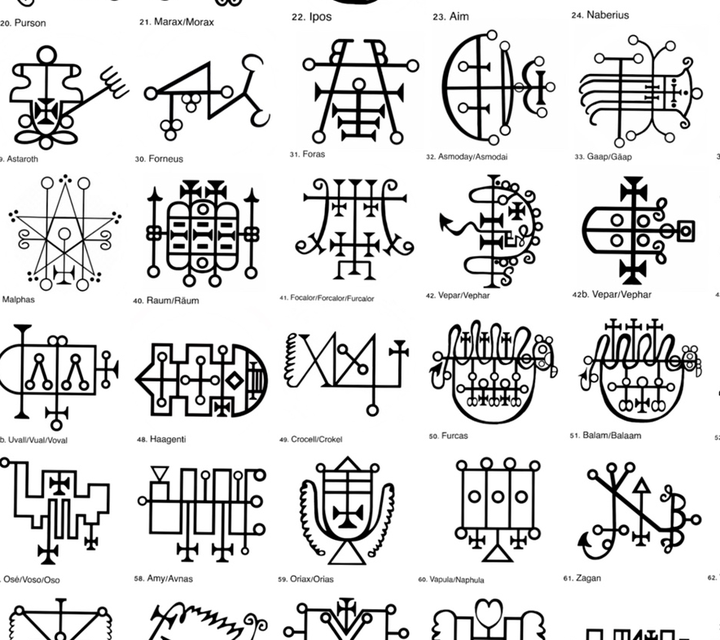 20. Purson
21. Marax/Morax
22. Ipos
23. Aim
24. Naberius
9. Astaroth
30. Forneus
31. Foras
32. Asmoday/Asmodai
33. Gaap/Gäap
Malphas
40. Raum/Räum
41. Focalor/Forcalor/Furcalor
42. Vepar/Vephar
42b. Vepar/Vephar
b. Uvall/Vual/Voval
48. Haagenti
49. Crocell/Crokel
50. Furcas
51. Balam/Balaam
52
. Osé/Voso/Oso
58. Amy/Avnas
59. Oriax/Orias
60. Vapula/Naphula
61. Zagan
62.